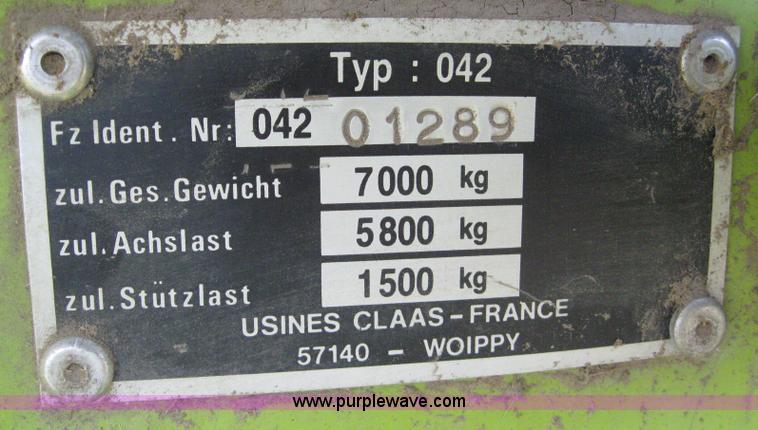 Typ : 042
Fz Ident. Nr: 042 01289
zul.Ges.Gewicht 7000 kg
zul.Achslast 5800 kg
zul.Stützlast 1500 kg
USINES CLAAS-FRANCE
57140 - WOIPPY
www.purplewave.com